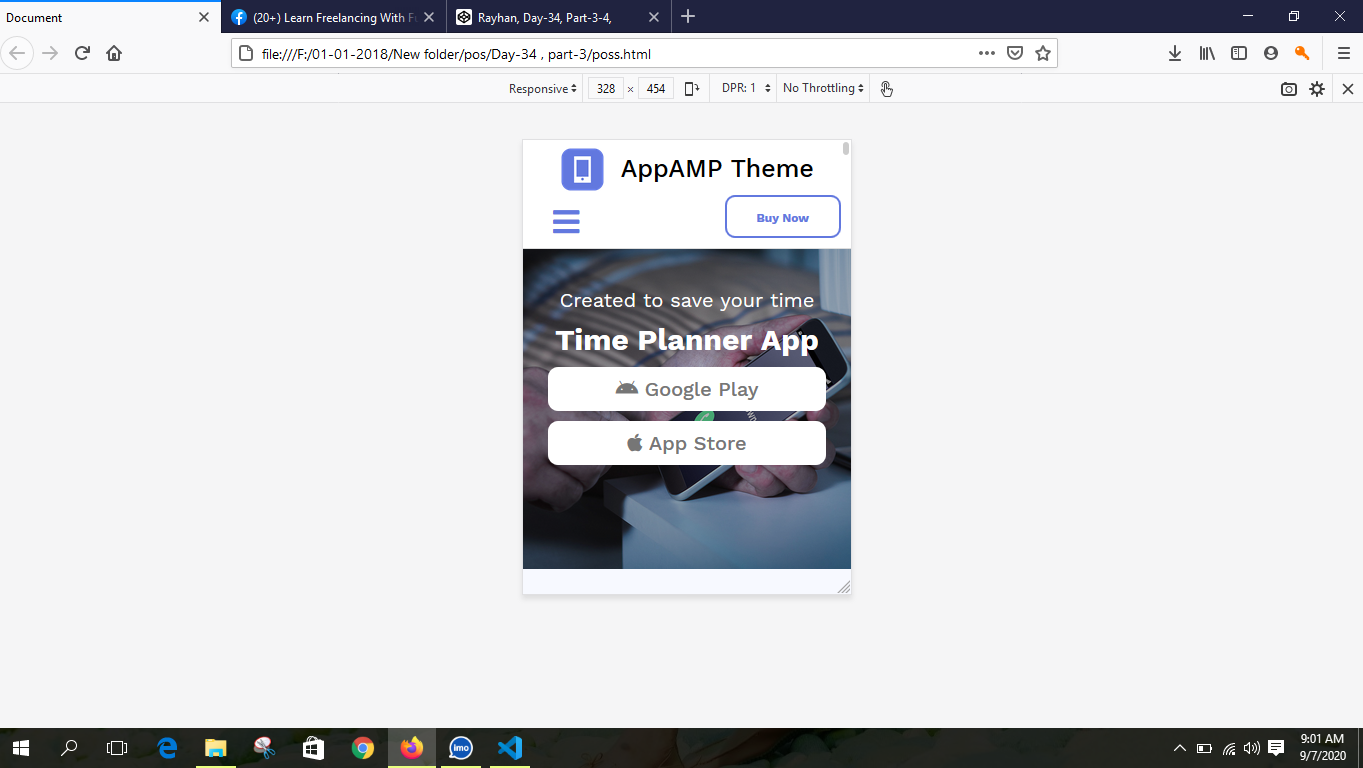 Document
(20+) Learn Freelancing With Fu
Rayhan, Day-34, Part-3-4,
file:///F:/01-01-2018/New folder/pos/Day-34 , part-3/poss.html
Responsive 328 × 454 DPR: 1 No Throttling
AppAMP Theme
Buy Now
Created to save your time
Time Planner App
Google Play
App Store
imo
9:01 AM
9/7/2020